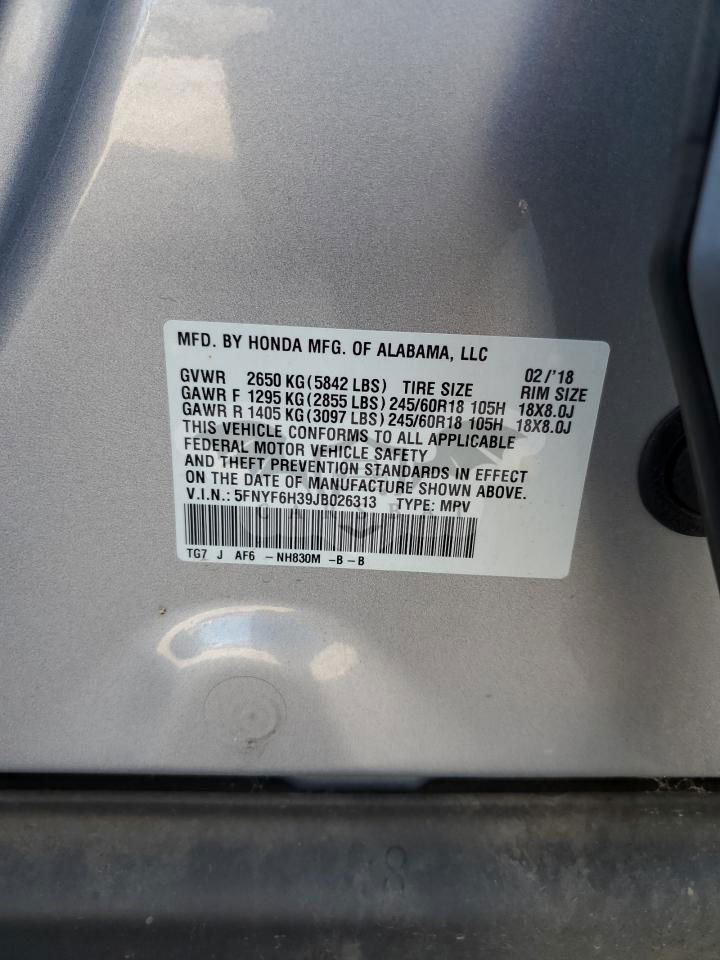 MFD. BY HONDA MFG. OF ALABAMA, LLC
02/'18
GVWR 2650 KG(5842 LBS) TIRE SIZE RIM SIZE
GAWR F 1295 KG(2855 LBS) 245/60R18 105H 18X8.0J
GAWR R 1405 KG(3097 LBS) 245/60R18 105H 18X8.0J
THIS VEHICLE CONFORMS TO ALL APPLICABLE
FEDERAL MOTOR VEHICLE SAFETY
AND THEFT PREVENTION STANDARDS IN EFFECT
ON THE DATE OF MANUFACTURE SHOWN ABOVE.
V.I.N.: 5FNYF6H39JB026313 TYPE: MPV
TG7 J AF6 -NH830M -B-B
8